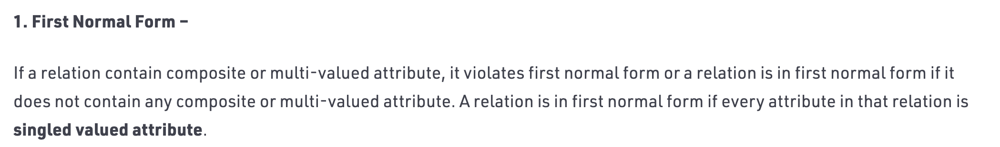 1. First Normal Form –
If a relation contain composite or multi-valued attribute, it violates first normal form or a relation is in first normal form if it
does not contain any composite or multi-valued attribute. A relation is in first normal form if every attribute in that relation is
singled valued attribute.